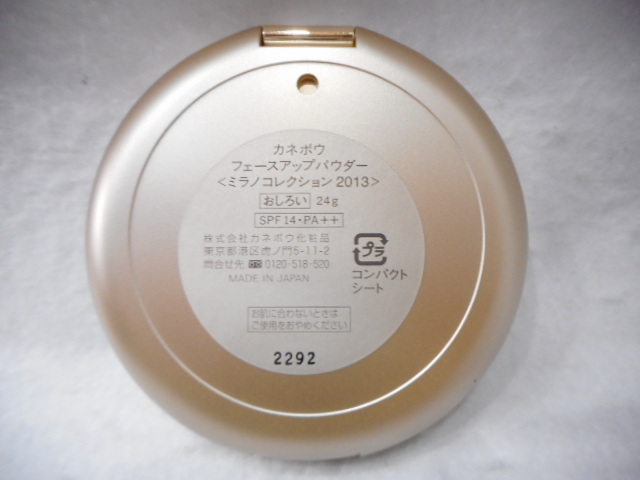 カネボウ
フェースアップパウダー
<ミラノコレクション 2013>
おしろい 24g
SPF14・PA++
株式会社カネボウ化粧品
東京都港区虎ノ門5-11-2
問合せ先 0120-518-520
MADE IN JAPAN
プラ
コンパクト
シート
お肌に合わないときは
ご使用をおやめください
2292